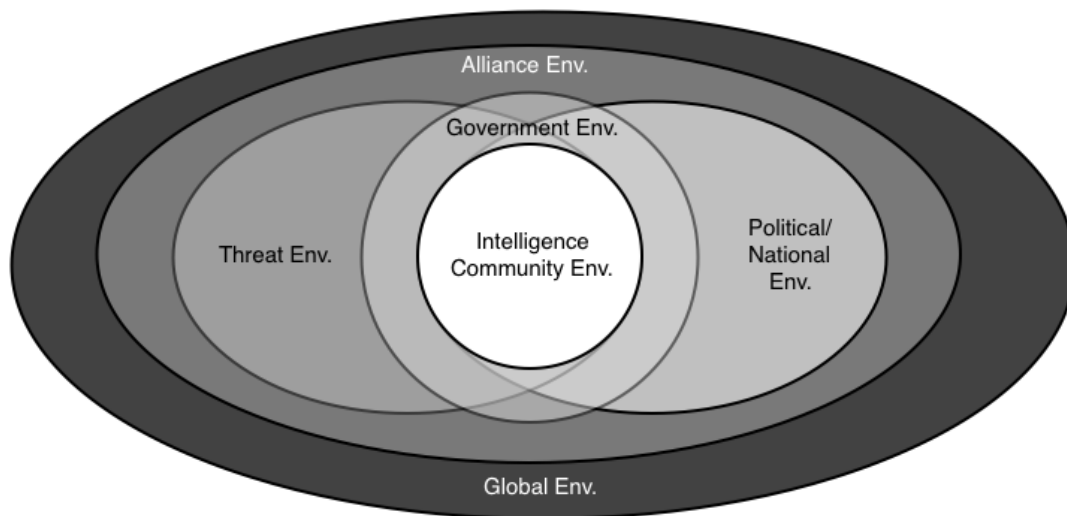 Alliance Env.
Government Env.
Threat Env.
Intelligence
Community Env.
Political/
National
Env.
Global Env.